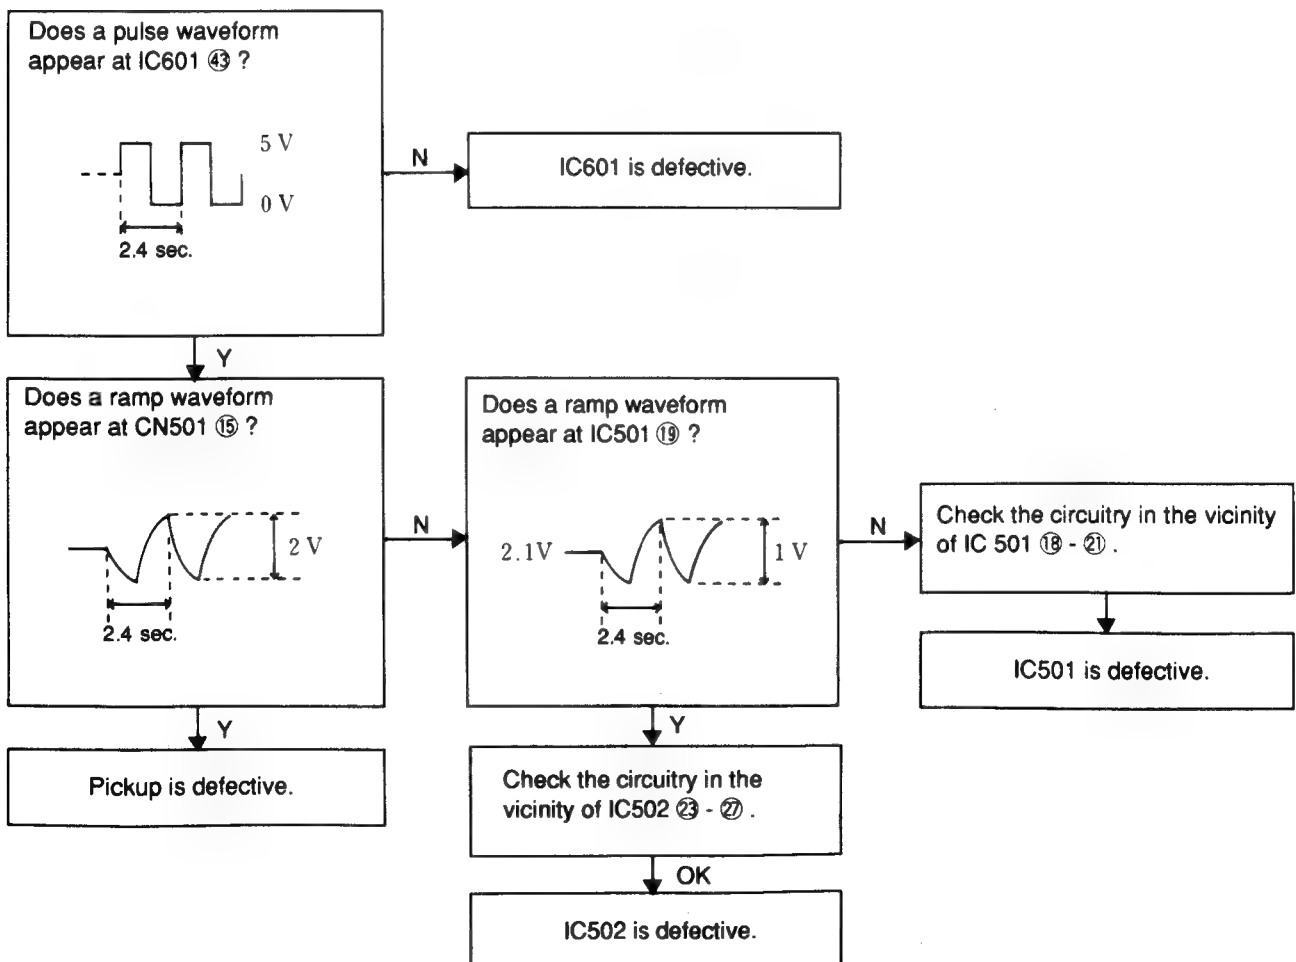 Does a pulse waveform
appear at IC601 ㊸ ?
5 V
0 V
2.4 sec.
N
IC601 is defective.
Y
Does a ramp waveform
appear at CN501 ⑮ ?
2 V
2.4 sec.
N
Does a ramp waveform
appear at IC501 ⑲ ?
2.1V
1 V
2.4 sec.
N
Check the circuitry in the vicinity
of IC 501 ⑱ - ㉑ .
IC501 is defective.
Y
Pickup is defective.
Y
Check the circuitry in the
vicinity of IC502 ㉓ - ㉗ .
OK
IC502 is defective.